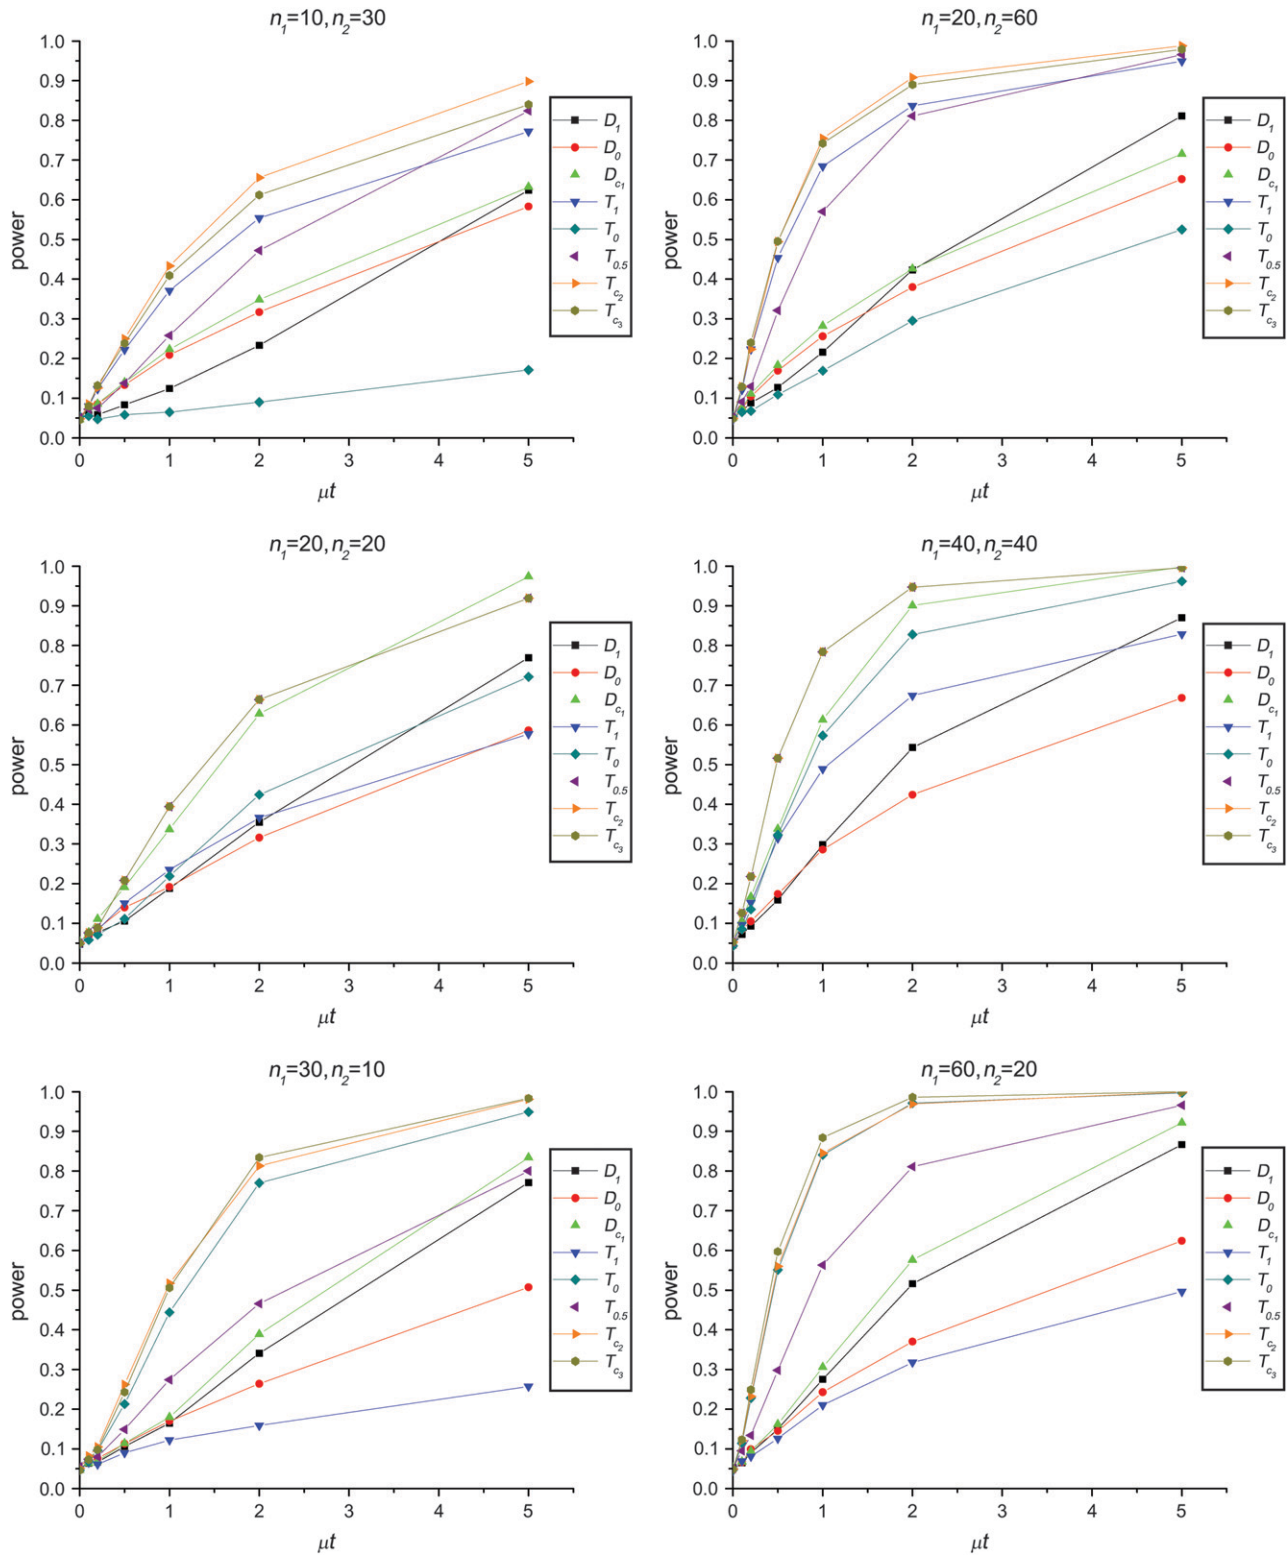 n1=10, n2=30
1.0
0.9
0.8
0.7
0.6
0.5
0.4
0.3
0.2
0.1
0.0
power
0 1 2 3 4 5
μt
D1
D0
Dc1
T1
T0
T0.5
Tc2
Tc3
n1=20, n2=60
1.0
0.9
0.8
0.7
0.6
0.5
0.4
0.3
0.2
0.1
0.0
power
0 1 2 3 4 5
μt
D1
D0
Dc1
T1
T0
T0.5
Tc2
Tc3
n1=20, n2=20
1.0
0.9
0.8
0.7
0.6
0.5
0.4
0.3
0.2
0.1
0.0
power
0 1 2 3 4 5
μt
D1
D0
Dc1
T1
T0
T0.5
Tc2
Tc3
n1=40, n2=40
1.0
0.9
0.8
0.7
0.6
0.5
0.4
0.3
0.2
0.1
0.0
power
0 1 2 3 4 5
μt
D1
D0
Dc1
T1
T0
T0.5
Tc2
Tc3
n1=30, n2=10
1.0
0.9
0.8
0.7
0.6
0.5
0.4
0.3
0.2
0.1
0.0
power
0 1 2 3 4 5
μt
D1
D0
Dc1
T1
T0
T0.5
Tc2
Tc3
n1=60, n2=20
1.0
0.9
0.8
0.7
0.6
0.5
0.4
0.3
0.2
0.1
0.0
power
0 1 2 3 4 5
μt
D1
D0
Dc1
T1
T0
T0.5
Tc2
Tc3